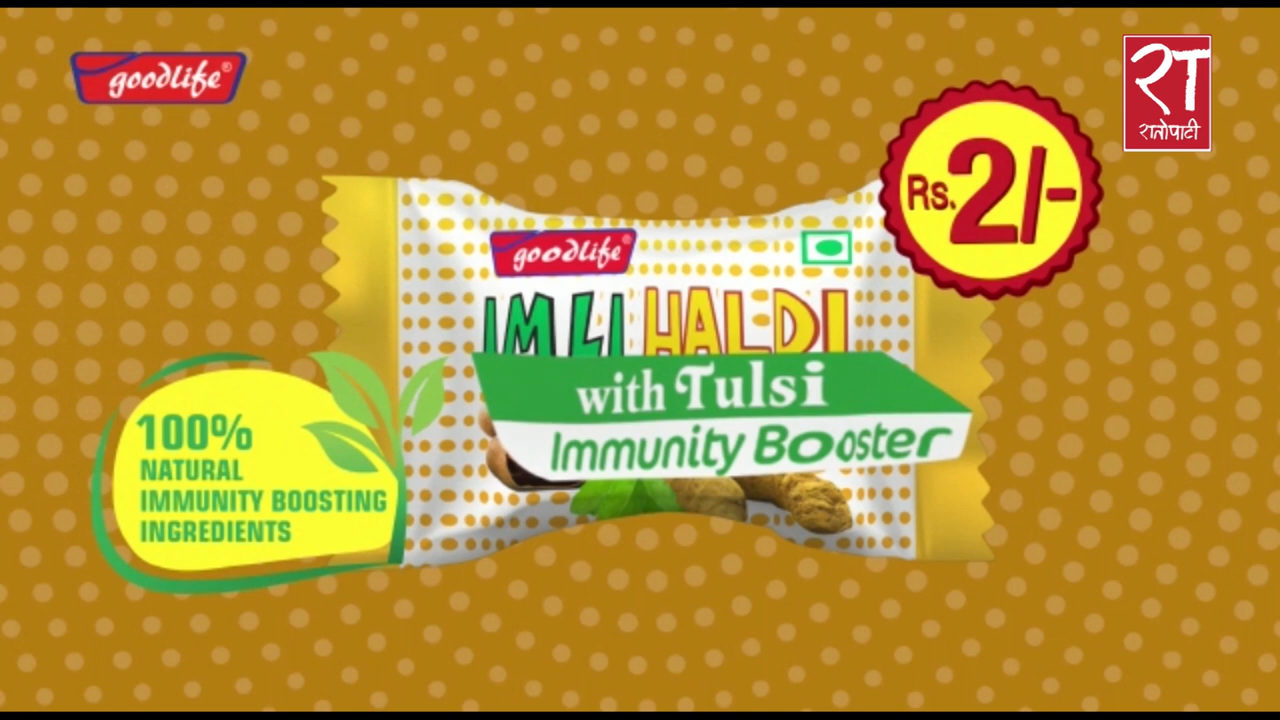 goodlife®
रा
रातोपाटी
Rs. 2/-
goodlife®
IMLI HALDI
with Tulsi
Immunity Booster
100%
NATURAL
IMMUNITY BOOSTING
INGREDIENTS